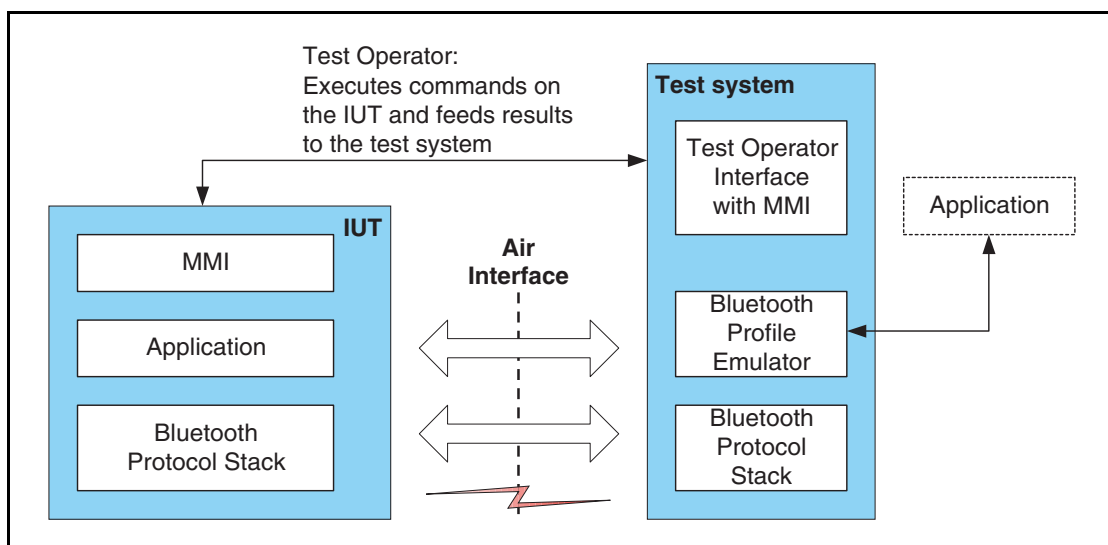 Test Operator:
Executes commands on
the IUT and feeds results
to the test system
IUT
MMI
Application
Bluetooth
Protocol Stack
Air
Interface
Test system
Test Operator
Interface
with MMI
Bluetooth
Profile
Emulator
Bluetooth
Protocol
Stack
Application